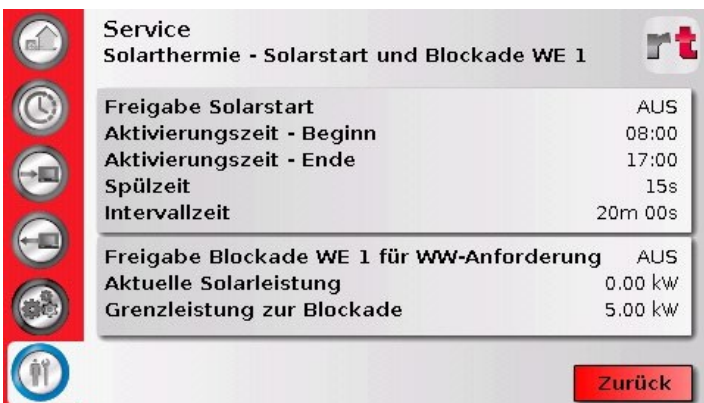 Service
Solarthermie - Solarstart und Blockade WE 1
rt
Freigabe Solarstart AUS
Aktivierungszeit - Beginn 08:00
Aktivierungszeit - Ende 17:00
Spülzeit 15s
Intervallzeit 20m 00s
Freigabe Blockade WE 1 für WW-Anforderung AUS
Aktuelle Solarleistung 0.00 kW
Grenzleistung zur Blockade 5.00 kW
Zurück